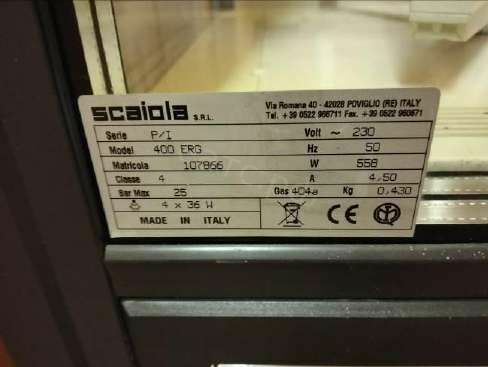 scaiola S.R.L.
Via Romana 40 - 42028 POVIGLIO (RE) ITALY
Tel. +39 0522 966711 Fax. +39 0522 960871
Serie P/I Volt ~ 230
Model 400 ERG Hz 50
Matricola 107866 W 558
Classe 4 A 4,50
Bar Max 25 Gas 404a Kg 0,430
4 x 36 W
MADE IN ITALY CE